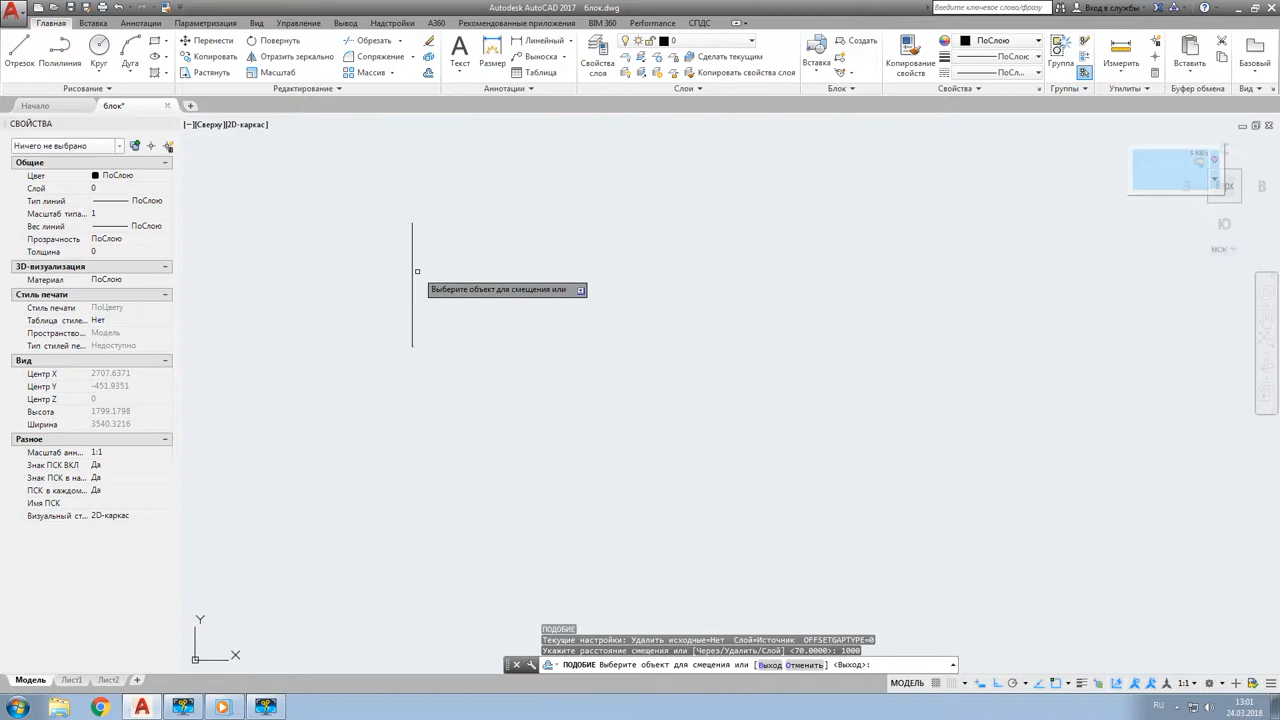 Autodesk AutoCAD 2017 блок.dwg
Введите ключевое слово/фразу
Вход в службы
Главная Вставка Аннотации Параметризация Вид Управление Вывод Надстройки A360 Рекомендованные приложения BIM 360 Performance СПДС
Отрезок Полилиния Круг Дуга
Перенести Повернуть Обрезать
Копировать Отразить зеркально Сопряжение
Растянуть Масштаб Массив
Текст Размер
Линейный
Выноска
Таблица
Свойства слоя
0
Сделать текущим
Копировать свойства слоя
Вставка
Создать
Копирование свойств
ПоСлою
ПоСлою
ПоСл...
Группа
Измерить
Вставить
Базовый
Рисование Редактирование Аннотации Слои Блок Свойства Группы Утилиты Буфер обмена Вид
Начало блок*
СВОЙСТВА
[−][Сверху][2D-каркас]
Ничего не выбрано
Общие
Цвет ПоСлою
Слой 0
Тип линий ПоСлою
Масштаб типа... 1
Вес линий ПоСлою
Прозрачность ПоСлою
Толщина 0
3D-визуализация
Материал ПоСлою
Стиль печати
Стиль печати ПоЦвету
Таблица стиле... Нет
Пространство... Модель
Тип стилей пе... Недоступно
Вид
Центр X 2707.6371
Центр Y -451.9351
Центр Z 0
Высота 1799.1798
Ширина 3540.3216
Разное
Масштаб анн... 1:1
Знак ПСК ВКЛ Да
Знак ПСК в на... Да
ПСК в каждом... Да
Имя ПСК
Визуальный ст... 2D-каркас
5 KB/s
З
В
Ю
МСК
Выберите объект для смещения или
Y
X
ПОДОБИЕ
Текущие настройки: Удалить исходные=Нет Слой=Источник OFFSETGAPTYPE=0
Укажите расстояние смещения или [Через/Удалить/Слой] <70.0000>: 1000
ПОДОБИЕ Выберите объект для смещения или [Выход Отменить] <Выход>:
Модель Лист1 Лист2 +
МОДЕЛЬ
1:1
RU
13:01
24.03.2018